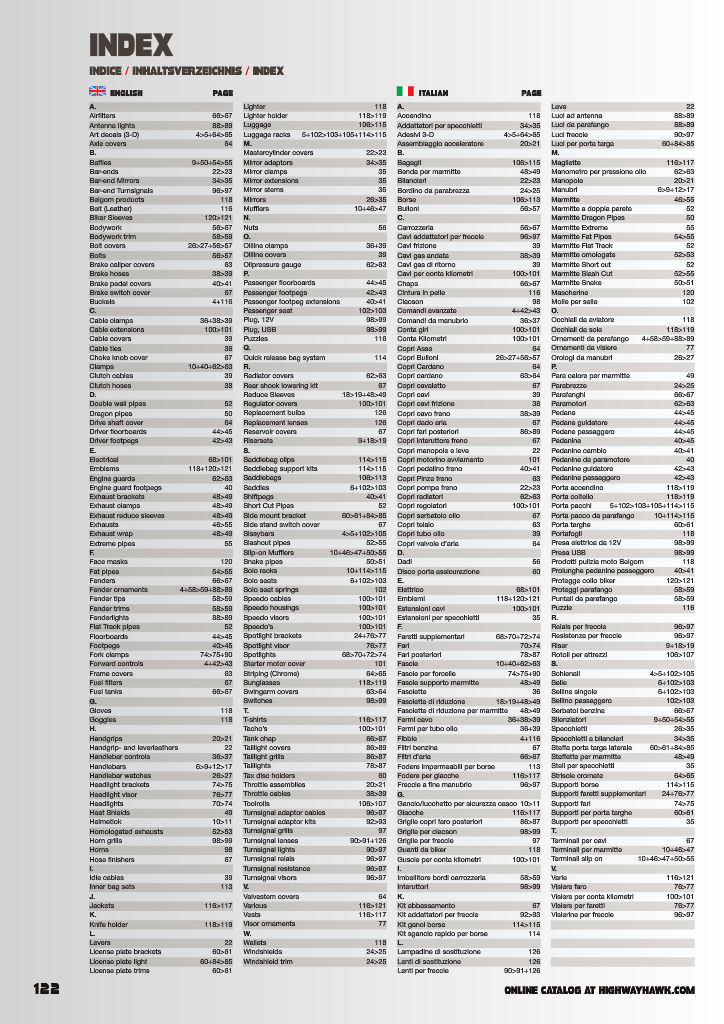 INDEX
INDICE / INHALTSVERZEICHNIS / INDEX
ENGLISH PAGE
A.
Airfilters 66>67
Antenna lights 88>89
Art decals (3-D) 4>5+64>65
Axle covers 64
B.
Baffles 9+50+54>55
Bar-ends 22>23
Bar-end Mirrors 34>35
Bar-end Turnsignals 96>97
Belgom products 118
Belt (Leather) 116
Biker Sleeves 120>121
Bodywork 56>67
Bodywork trim 58>59
Bolt covers 26>27+56>57
Bolts 56>57
Brake caliper covers 63
Brake hoses 38>39
Brake pedal covers 40>41
Brake switch cover 67
Buckels 4+116
C.
Cable clamps 36+38>39
Cable extensions 100>101
Cable covers 39
Cable ties 36
Choke knob cover 67
Clamps 10+40+62>63
Clutch cables 39
Clutch hoses 38
D.
Double wall pipes 52
Dragon pipes 50
Drive shaft cover 64
Driver floorboards 44>45
Driver footpegs 42>43
E.
Electrical 68>101
Emblems 118+120>121
Engine guards 62>63
Engine guard footpegs 40
Exhaust brackets 48>49
Exhaust clamps 48>49
Exhaust reduce sleeves 48>49
Exhausts 46>55
Exhaust wrap 48>49
Extreme pipes 55
F.
Face masks 120
Fat pipes 54>55
Fenders 66>67
Fender ornaments 4+58>59+88>89
Fender tips 58>59
Fender trims 58>59
Fenderlights 88>89
Flat Track pipes 52
Floorboards 44>45
Footpegs 40>45
Fork clamps 74>75+90
Forward controls 4+42>43
Frame covers 63
Fuel filters 67
Fuel tanks 66>67
G.
Gloves 118
Goggles 118
H.
Handgrips 20>21
Handgrip- and leverleathers 22
Handlebar controls 36>37
Handlebars 6>9+12>17
Handlebar watches 26>27
Headlight brackets 74>75
Headlight visor 76>77
Headlights 70>74
Heat Shields 49
Helmetlok 10>11
Homologated exhausts 52>53
Horn grills 98>99
Horns 98
Hose finishers 67
I.
Idle cables 39
Inner bag sets 113
J.
Jackets 116>117
K.
Knife holder 118>119
L.
Levers 22
License plate brackets 60>61
License plate light 60+84>85
License plate trims 60>61
Lighter 118
Lighter holder 118>119
Luggage 106>115
Luggage racks 5+102>103+105+114>115
M.
Mastercylinder covers 22>23
Mirror adaptors 34>35
Mirror clamps 35
Mirror extensions 35
Mirror stems 35
Mirrors 26>35
Mufflers 10+46>47
N.
Nuts 56
O.
Oilline clamps 36+39
Oilline covers 39
Oilpressure gauge 62>63
P.
Passenger floorboards 44>45
Passenger footpegs 42>43
Passenger footpeg extensions 40>41
Passenger seat 102>103
Plug, 12V 98>99
Plug, USB 98>99
Puzzles 116
Q.
Quick release bag system 114
R.
Radiator covers 62>63
Rear shock lowering kit 67
Reduce Sleeves 18>19+48>49
Regulator covers 100>101
Replacement bulbs 126
Replacement lenses 126
Reservoir covers 67
Risersets 9+18>19
S.
Saddlebag clips 114>115
Saddlebag support kits 114>115
Saddlebags 106>113
Saddles 6+102>103
Shiftpegs 40>41
Short Cut Pipes 52
Side mount bracket 60>61+84>85
Side stand switch cover 67
Sissybars 4>5+102>105
Slashout pipes 52>55
Slip-on Mufflers 10+46>47+50>55
Snake pipes 50>51
Solo racks 10+114>115
Solo seats 6+102>103
Solo seat springs 102
Speedo cables 100>101
Speedo housings 100>101
Speedo visors 100>101
Speedo's 100>101
Spotlight brackets 24+76>77
Spotlight visor 76>77
Spotlights 68>70+72>74
Starter motor cover 101
Striping (Chrome) 64>65
Sunglasses 118>119
Swingarm covers 63>64
Switches 98>99
T.
T-shirts 116>117
Tacho's 100>101
Tank cap 66>67
Taillight covers 86>89
Taillight grills 86>87
Taillights 78>87
Tax disc holders 60
Throttle assemblies 20>21
Throttle cables 38>39
Toolrolls 106>107
Turnsignal adaptor cables 96>97
Turnsignal adaptor kits 92>93
Turnsignal grills 97
Turnsignal lenses 90>91+126
Turnsignal lights 90>97
Turnsignal relais 96>97
Turnsignal resistance 96>97
Turnsignal visors 96>97
V.
Valvestem covers 64
Various 116>121
Vests 116>117
Visor ornaments 77
W.
Wallets 118
Windshields 24>25
Windshield trim 24>25
ITALIAN PAGE
A.
Accendino 118
Addattatori per specchietti 34>35
Adesivi 3-D 4>5+64>65
Assemblaggio acceleratore 20>21
B.
Bagagli 106>115
Benda per marmitte 48>49
Bilancieri 22>23
Bordino da parabrezza 24>25
Borse 106>113
Bulloni 56>57
C.
Carrozzeria 56>67
Cavi addattatori per freccie 96>97
Cavi frizione 39
Cavi gas andata 38>39
Cavi gas di ritorno 39
Cavi per conta kilometri 100>101
Chaps 66>67
Cintura in pelle 116
Clacson 98
Comandi avanzate 4+42>43
Comandi da manubrio 36>37
Conta giri 100>101
Conta Kilometri 100>101
Copri Asse 64
Copri Bulloni 26>27+56>57
Copri Cardano 64
Copri cardano 63>64
Copri cavaletto 67
Copri cavi 39
Copri cavi frizione 38
Copri cavo freno 38>39
Copri dado aria 67
Copri fari posteriori 86>89
Copri interuttore freno 67
Copri manopole e leve 22
Copri motorino avviamento 101
Copri pedalino freno 40>41
Copri Pinze freno 63
Copri pompa freno 22>23
Copri radiatori 62>63
Copri regolatori 100>101
Copri serbatoio olio 67
Copri telaio 63
Copri tubo olio 39
Copri valvole d'aria 64
D.
Dadi 56
Disco porta assicurazione 60
E.
Elettrico 68>101
Emblemi 118+120>121
Estensioni cavi 100>101
Estensioni per specchietti 35
F.
Faretti supplementari 68>70+72>74
Fari 70>74
Fari posteriori 78>87
Fascie 10+40+62>63
Fascie per forcelle 74>75+90
Fascie supporto marmitte 48>49
Fasciette 36
Fasciette di riduzione 18>19+48>49
Fasciette di riduzione per marmitte 48>49
Fermi cavo 36+38>39
Fermi per tubo olio 36+39
Fibbie 4+116
Filtri benzina 67
Filtri d'aria 66>67
Fodere impermeabili per borse 113
Fodere per giacche 116>117
Freccie a fine manubrio 96>97
G.
Gancio/lucchetto per sicurezza casco 10>11
Giacche 116>117
Griglie copri faro posteriori 86>87
Griglie per clacson 98>99
Griglie per freccie 97
Guanti da biker 118
Guscie per conta kilometri 100>101
I.
Imbellitore bordi carrozzeria 58>59
Interuttori 98>99
K.
Kit abbassamento 67
Kit addattatori per freccie 92>93
Kit ganci borse 114>115
Kit sgancio rapido per borse 114
L.
Lampadine di sostituzione 126
Lenti di sostituzione 126
Lenti per freccie 90>91+126
Leve 22
Luci ad antenna 88>89
Luci da parafango 88>89
Luci freccie 90>97
Luci per porta targa 60+84>85
M.
Magliette 116>117
Manometro per pressione olio 62>63
Manopole 20>21
Manubri 6>9+12>17
Marmitte 46>55
Marmitte a doppia parete 52
Marmitte Dragon Pipes 50
Marmitte Extreme 55
Marmitte Fat Pipes 54>55
Marmitte Flat Track 52
Marmitte omologate 52>53
Marmitte Short cut 52
Marmitte Slash Cut 52>55
Marmitte Snake 50>51
Mascherine 120
Molle per selle 102
O.
Occhiali da aviatore 118
Occhiali da sole 118>119
Ornamenti da parafango 4+58>59+88>89
Ornamenti da visiere 77
Orologi da manubri 26>27
P.
Para calore per marmitte 49
Parabrezze 24>25
Parafanghi 66>67
Paramotori 62>63
Pedane 44>45
Pedane guidatore 44>45
Pedane passaggero 44>45
Pedanine 40>45
Pedanine cambio 40>41
Pedanine da paramotore 40
Pedanine guidatore 42>43
Pedanine passaggero 42>43
Porta accendino 118>119
Porta coltello 118>119
Porta pacchi 5+102>103+105+114>115
Porta pacco da parafango 10+114>115
Porta targhe 60>61
Portafogli 118
Presa elettrica da 12V 98>99
Presa USB 98>99
Prodotti pulizia moto Belgom 118
Prolunghe pedanine passeggero 40>41
Protegge collo biker 120>121
Proteggi parafango 58>59
Puntali da parafango 58>59
Puzzle 116
R.
Relais per freccie 96>97
Resistenza per freccie 96>97
Riser 9+18>19
Rotoli per attrezzi 106>107
S.
Schienali 4>5+102>105
Selle 6+102>103
Selline singole 6+102>103
Sellino passaggero 102>103
Serbatoi benzina 66>67
Silenziatori 9+50+54>55
Specchietti 26>35
Specchietti a bilancieri 34>35
Staffa porta targa laterale 60>61+84>85
Staffetta per marmitte 48>49
Steli per specchietti 35
Striscie cromate 64>65
Supporti borse 114>115
Supporti faretti supplementari 24+76>77
Supporti fari 74>75
Supporti per porta targhe 60>61
Supporti per specchietti 35
T.
Terminali per cavi 67
Terminali per marmitte 10+46>47
Terminali slip on 10+46>47+50>55
V.
Varie 116>121
Visiere faro 76>77
Visiere per conta kilometri 100>101
Visiere per faretti 76>77
Visierine per freccie 96>97
122
ONLINE CATALOG AT HIGHWAYHAWK.COM